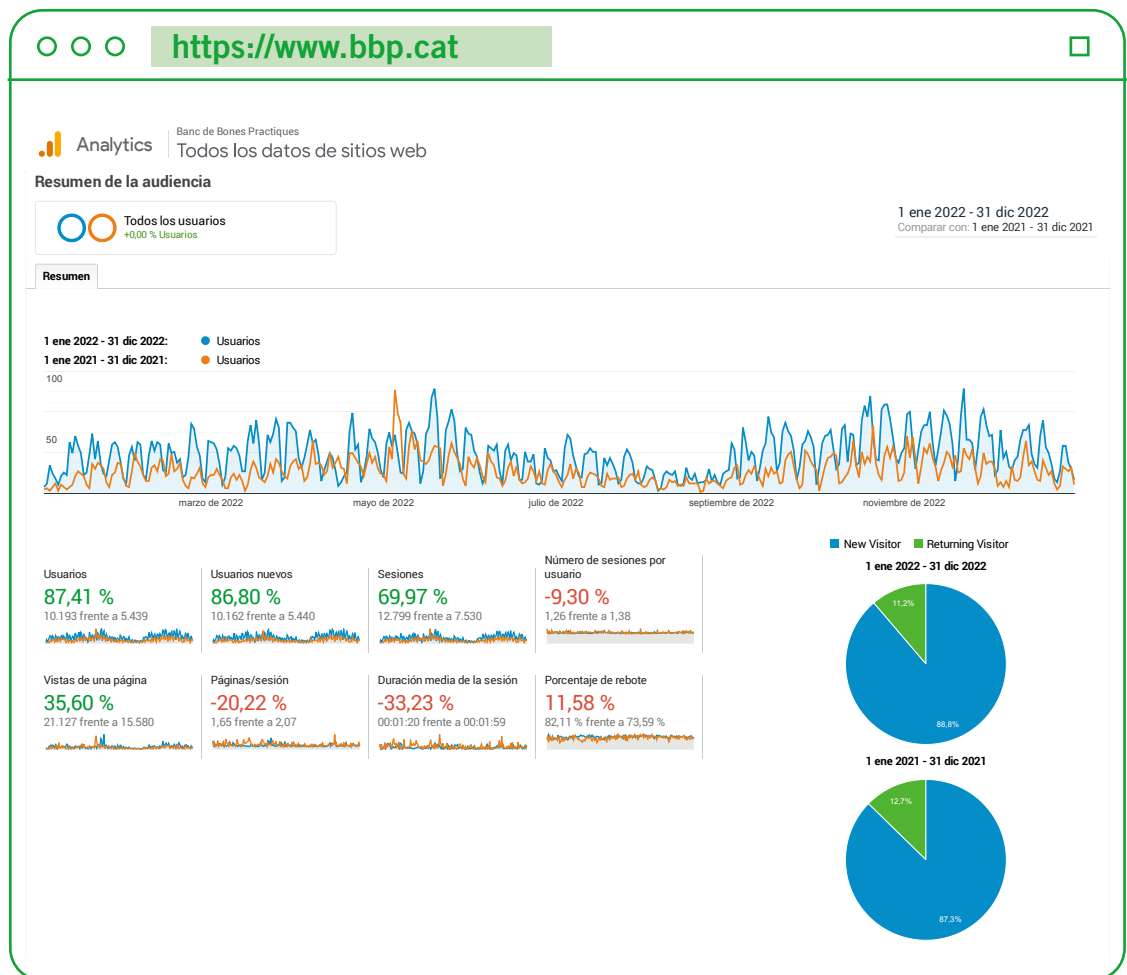 https://www.bbp.cat
Analytics
Banc de Bones Practiques
Todos los datos de sitios web
Resumen de la audiencia
Todos los usuarios
+0,00 % Usuarios
1 ene 2022 - 31 dic 2022
Comparar con: 1 ene 2021 - 31 dic 2021
Resumen
1 ene 2022 - 31 dic 2022: Usuarios
1 ene 2021 - 31 dic 2021: Usuarios
100
50
marzo de 2022 mayo de 2022 julio de 2022 septiembre de 2022 noviembre de 2022
Usuarios
87,41 %
10.193 frente a 5.439
Usuarios nuevos
86,80 %
10.162 frente a 5.440
Sesiones
69,97 %
12.799 frente a 7.530
Número de sesiones por
usuario
-9,30 %
1,26 frente a 1,38
Vistas de una página
35,60 %
21.127 frente a 15.580
Páginas/sesión
-20,22 %
1,65 frente a 2,07
Duración media de la sesión
-33,23 %
00:01:20 frente a 00:01:59
Porcentaje de rebote
11,58 %
82,11 % frente a 73,59 %
New Visitor Returning Visitor
1 ene 2022 - 31 dic 2022
11,2%
88,8%
1 ene 2021 - 31 dic 2021
12,7%
87,3%